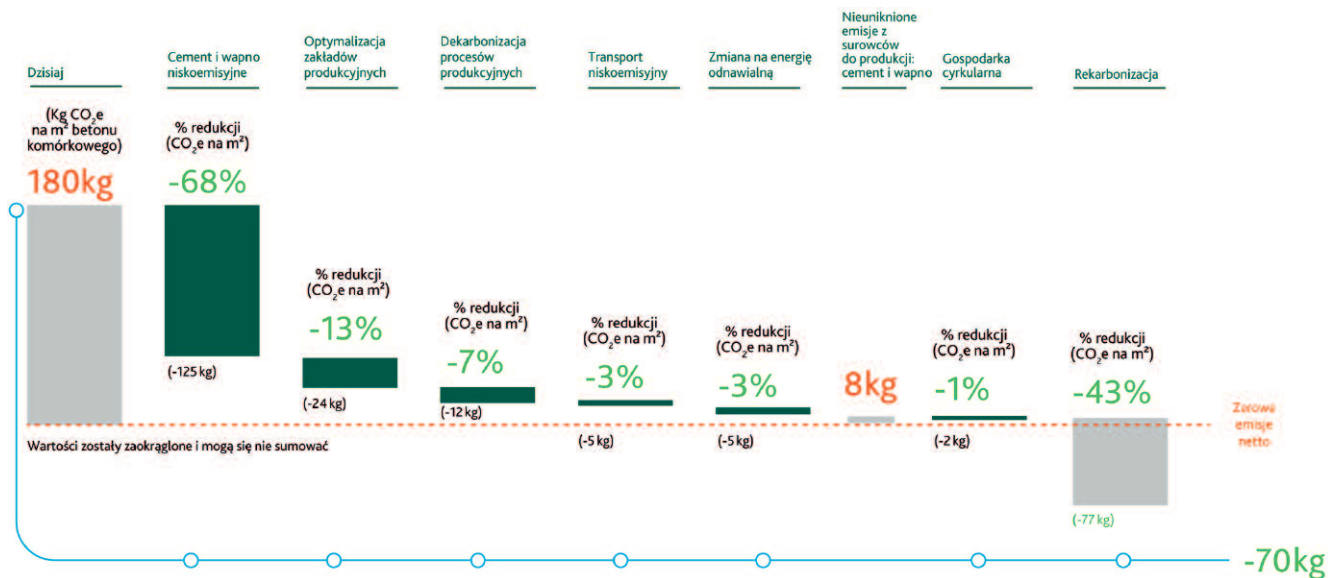 Dzisiaj
Cement i wapno
niskoemisyjne
Optymalizacja
zakładów
produkcyjnych
Dekarbonizacja
procesów
produkcyjnych
Transport
niskoemisyjny
Zmiana na energię
odnawialną
Nieuniknione
emisje z
surowców
do produkcji:
cement i wapno
Gospodarka
cyrkularna
Rekarbonizacja
(Kg CO₂e
na m² betonu
komórkowego)
180kg
% redukcji
(CO₂e na m²)
-68%
(-125 kg)
% redukcji
(CO₂e na m²)
-13%
(-24 kg)
% redukcji
(CO₂e na m²)
-7%
(-12 kg)
% redukcji
(CO₂e na m²)
-3%
(-5 kg)
% redukcji
(CO₂e na m²)
-3%
(-5 kg)
8kg
% redukcji
(CO₂e na m²)
-1%
(-2 kg)
% redukcji
(CO₂e na m²)
-43%
(-77 kg)
Zerowe
emisje
netto
Wartości zostały zaokrąglone i mogą się nie sumować
-70kg